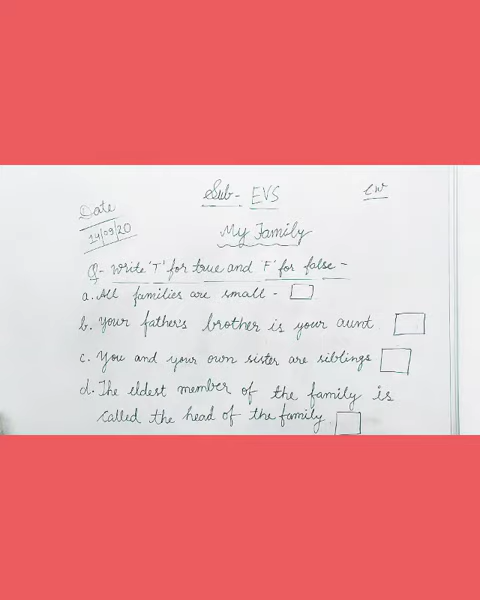 Sub- EVS
CW
Date
14/09/20
My Family
Q- Write 'T' for true and 'F' for false -
a. All families are small -
b. Your father's brother is your aunt
c. You and your own sister are siblings
d. The eldest member of the family is
called the head of the family